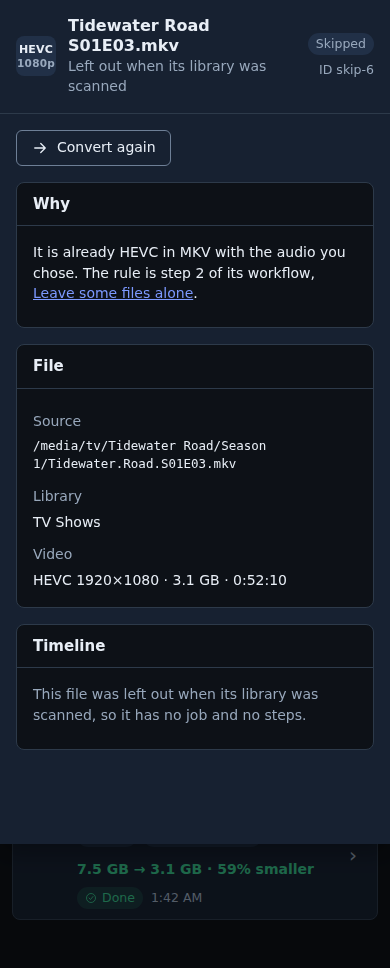 HEVC
1080p
Tidewater Road
S01E03.mkv
Left out when its library was
scanned
Skipped
ID skip-6
→ Convert again
Why
It is already HEVC in MKV with the audio you
chose. The rule is step 2 of its workflow,
Leave some files alone.
File
Source
/media/tv/Tidewater Road/Season
1/Tidewater.Road.S01E03.mkv
Library
TV Shows
Video
HEVC 1920×1080 · 3.1 GB · 0:52:10
Timeline
This file was left out when its library was
scanned, so it has no job and no steps.
7.5 GB → 3.1 GB · 59% smaller
Done 1:42 AM